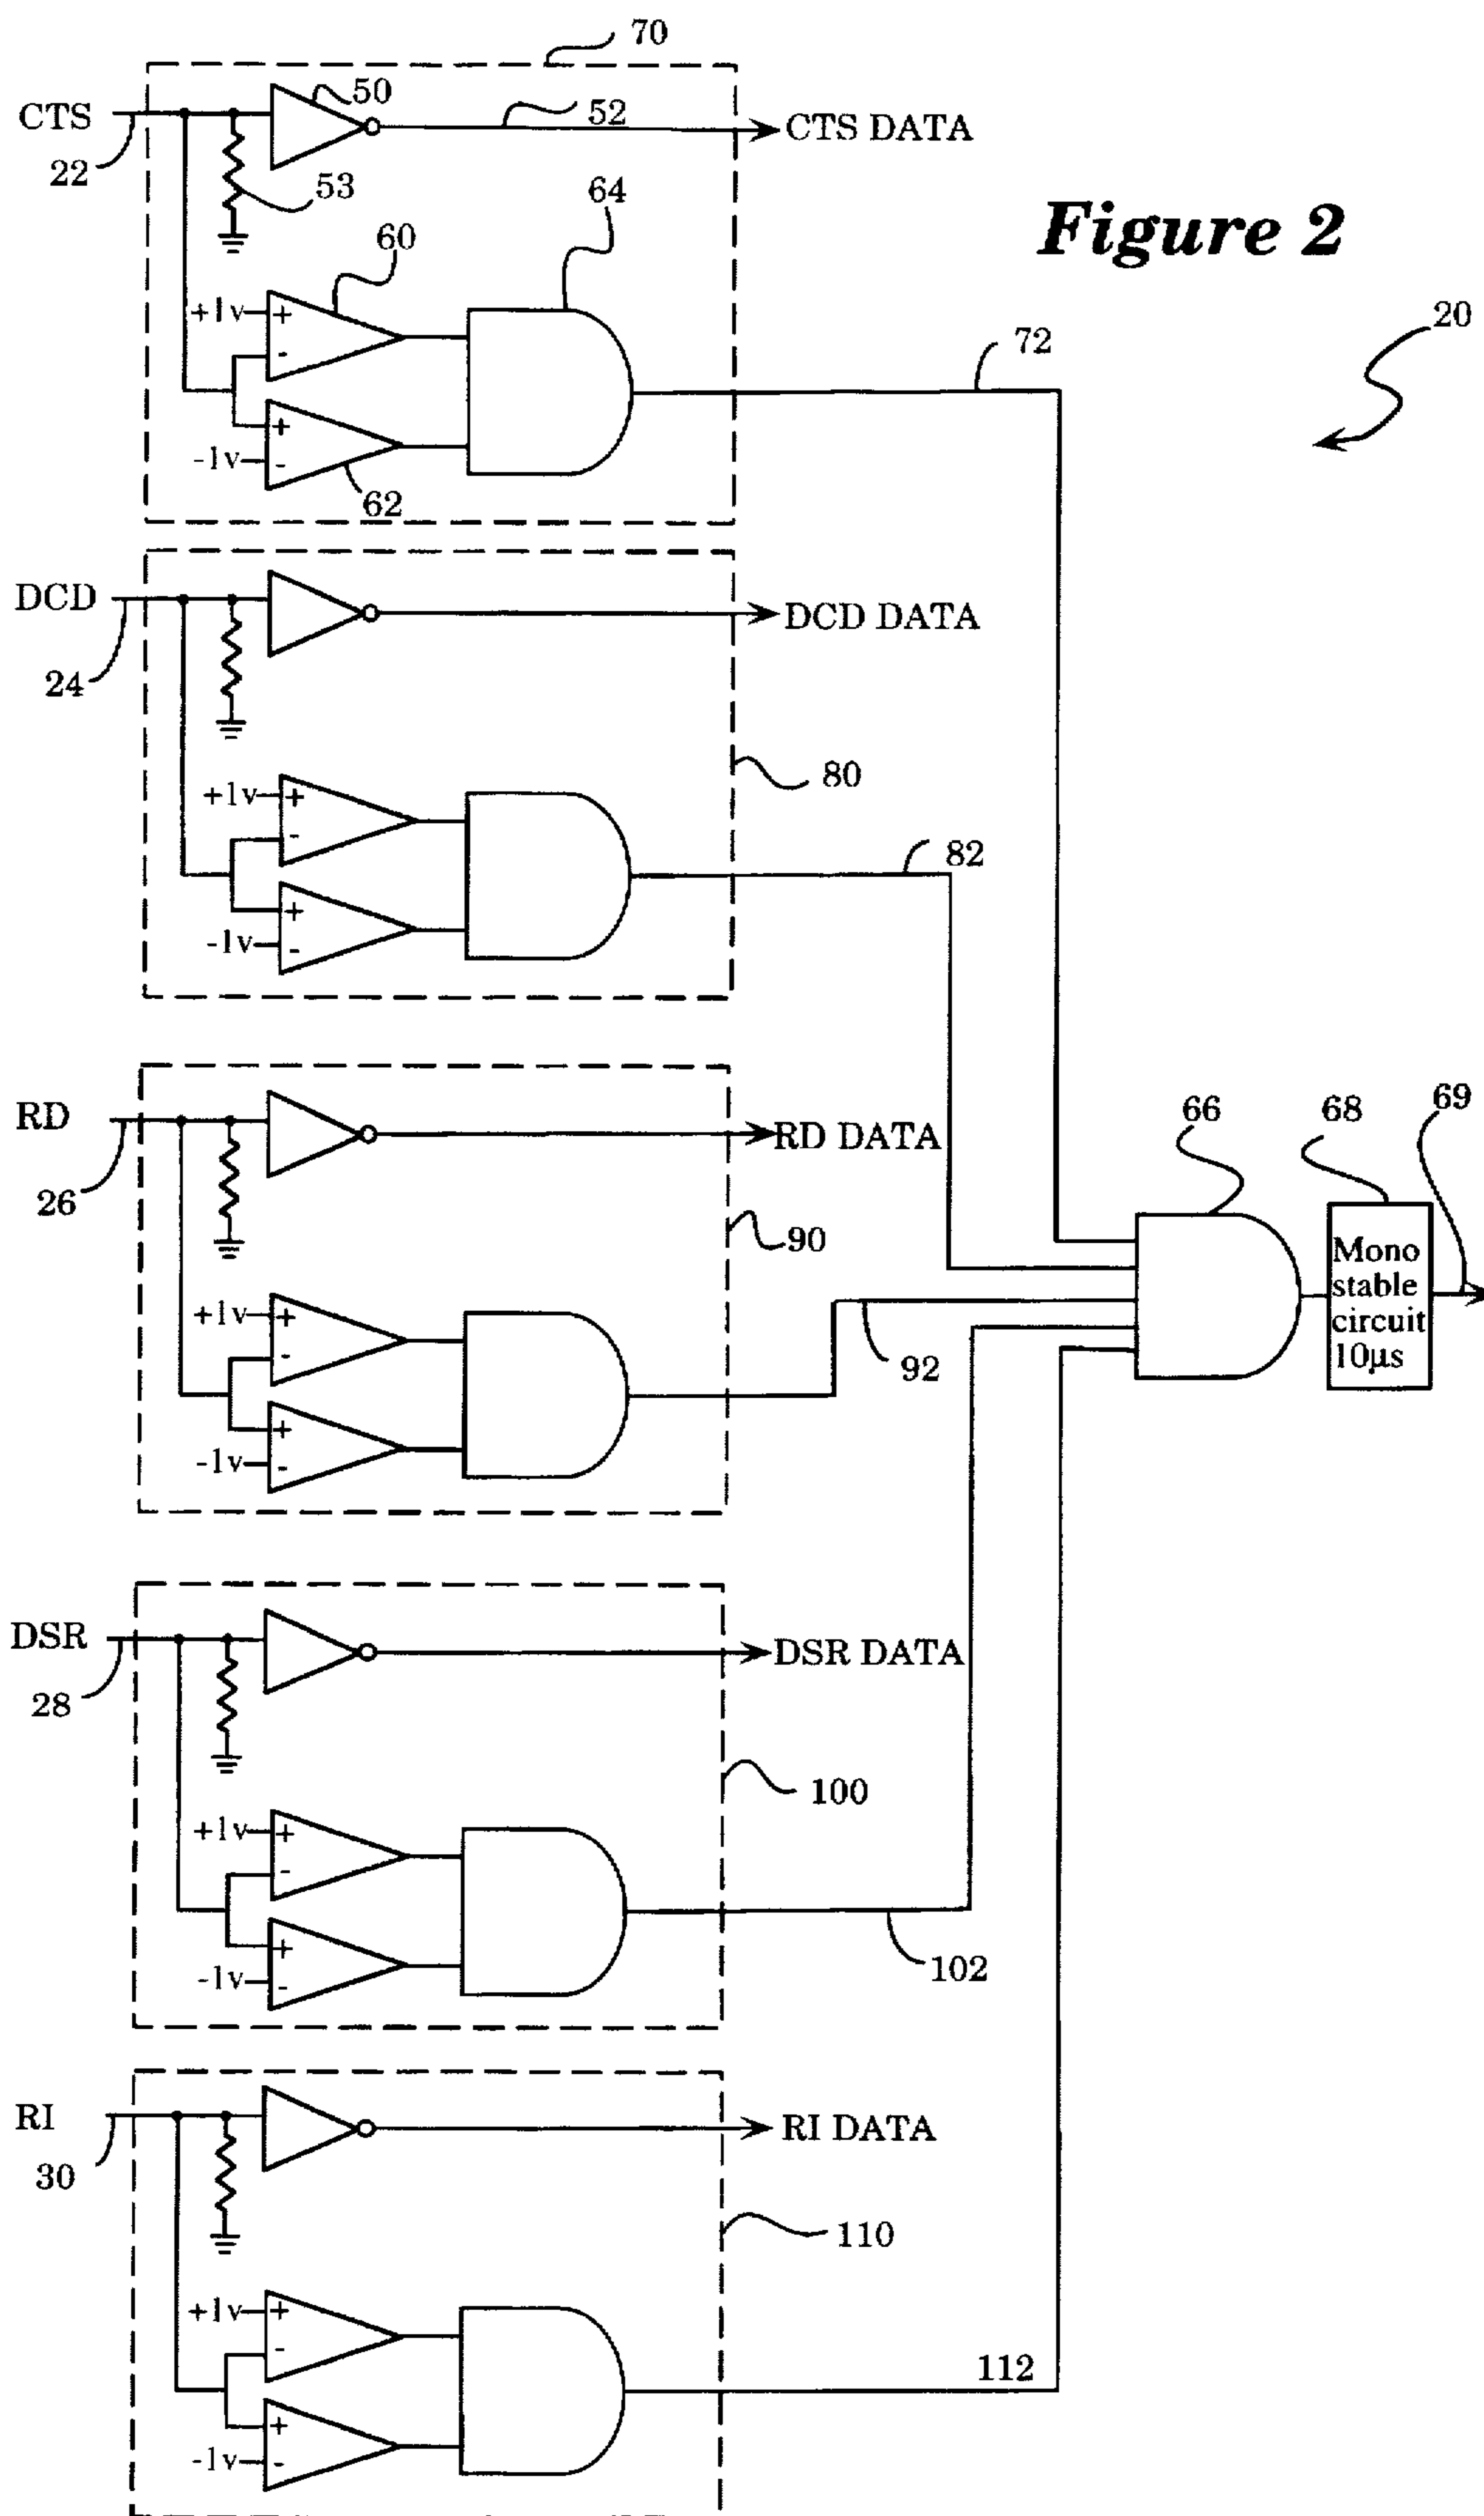 70
CTS
50
52
CTS DATA
22
53
64
Figure 2
60
+1v
+
-
20
72
+
-1v
-
62
DCD
DCD DATA
24
80
+1v
+
-
82
+
-1v
-
RD
RD DATA
26
90
66
68
69
Mono
stable
circuit
10µs
+1v
+
-
92
+
-1v
-
DSR
DSR DATA
28
100
+1v
+
-
+
-1v
-
102
RI
RI DATA
30
110
+1v
+
-
112
+
-1v
-